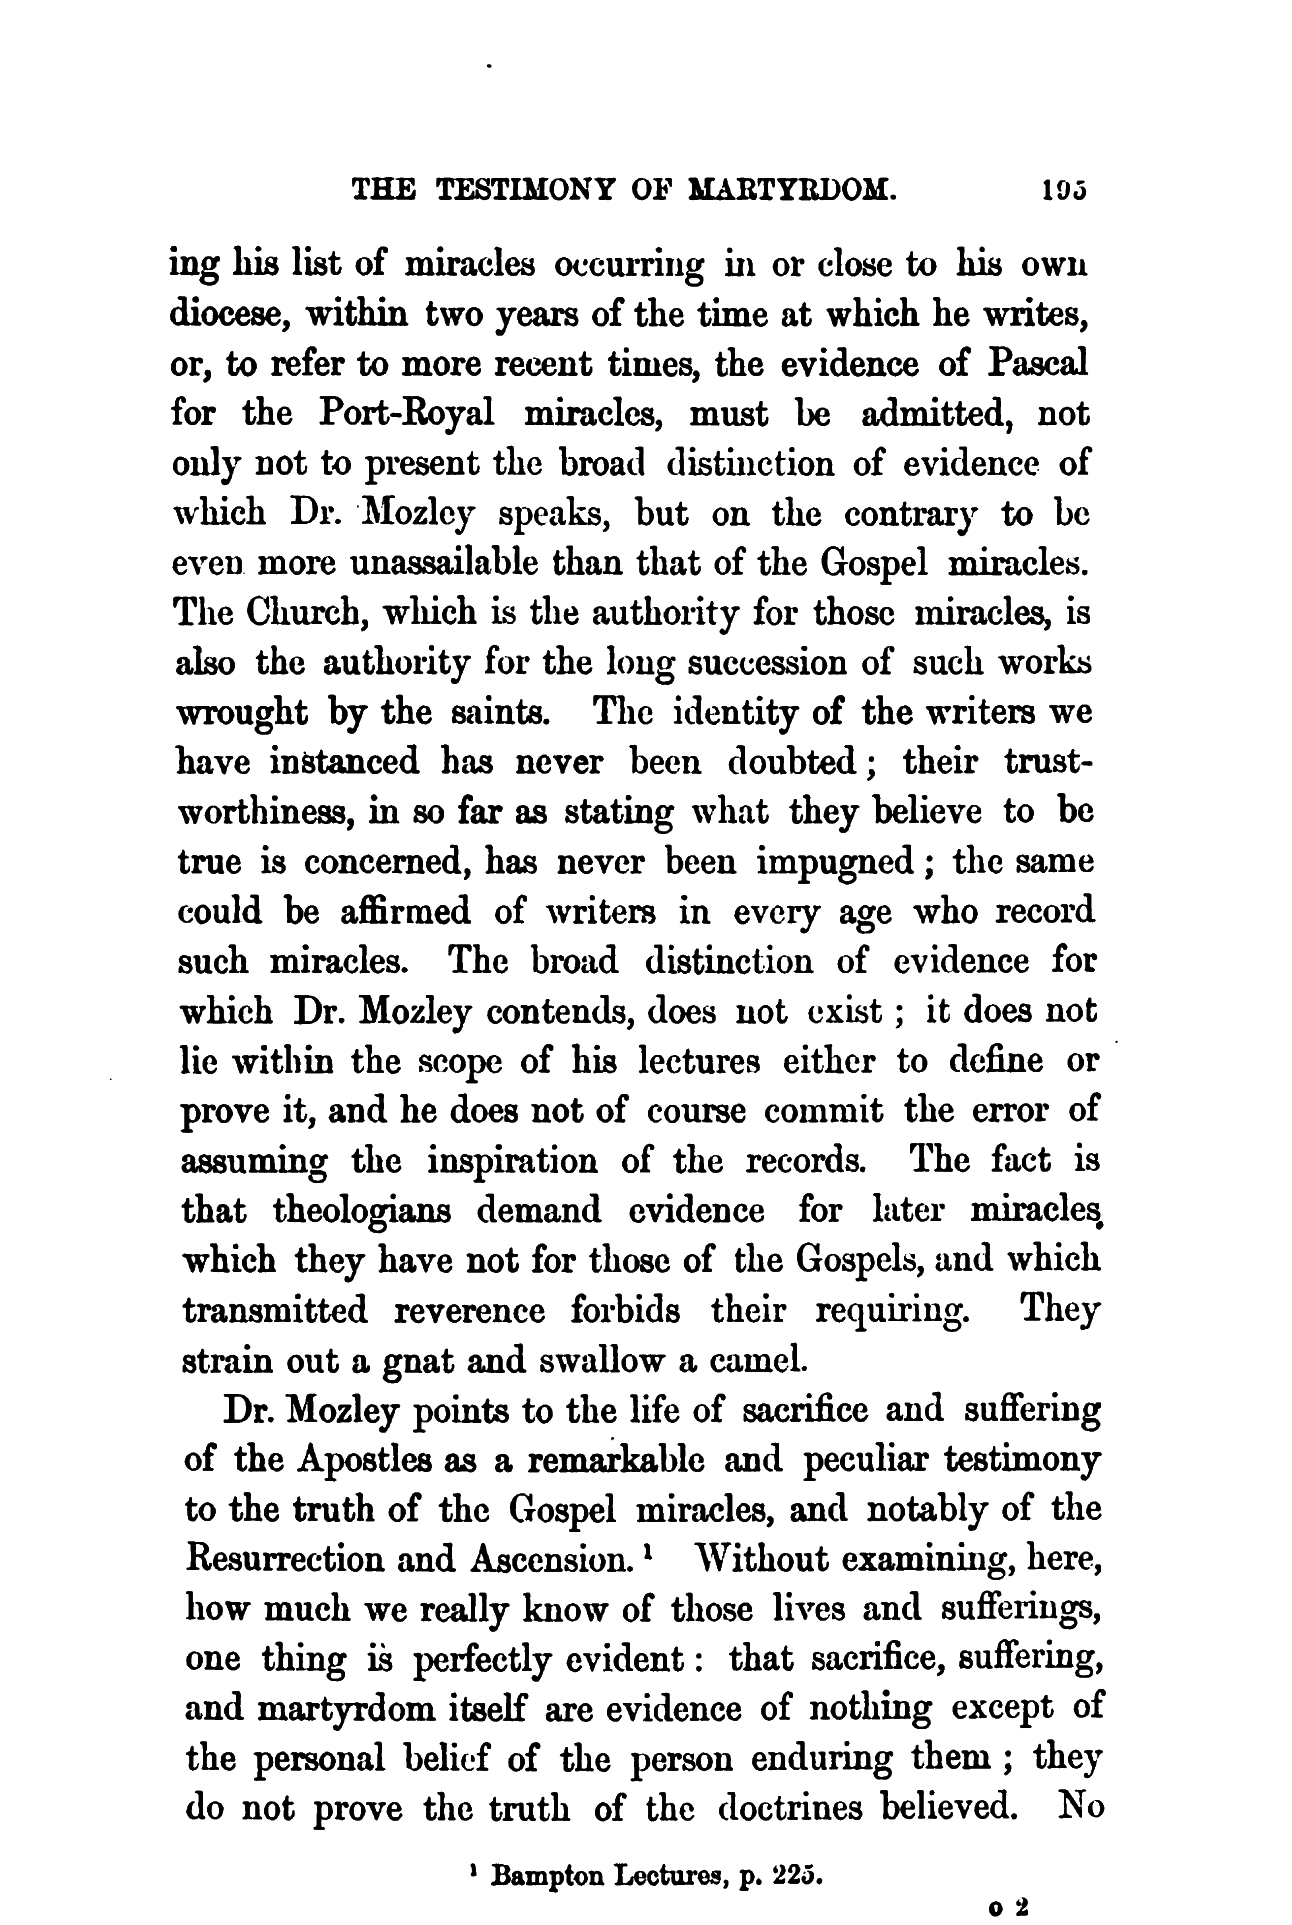 THE TESTIMONY OF MARTYRDOM. 195
ing his list of miracles occurring in or close to his own
diocese, within two years of the time at which he writes,
or, to refer to more recent times, the evidence of Pascal
for the Port-Royal miracles, must be admitted, not
only not to present the broad distinction of evidence of
which Dr. Mozley speaks, but on the contrary to be
even more unassailable than that of the Gospel miracles.
The Church, which is the authority for those miracles, is
also the authority for the long succession of such works
wrought by the saints. The identity of the writers we
have instanced has never been doubted ; their trust-
worthiness, in so far as stating what they believe to be
true is concerned, has never been impugned ; the same
could be affirmed of writers in every age who record
such miracles. The broad distinction of evidence for
which Dr. Mozley contends, does not exist ; it does not
lie within the scope of his lectures either to define or
prove it, and he does not of course commit the error of
assuming the inspiration of the records. The fact is
that theologians demand evidence for later miracles,
which they have not for those of the Gospels, and which
transmitted reverence forbids their requiring. They
strain out a gnat and swallow a camel.
Dr. Mozley points to the life of sacrifice and suffering
of the Apostles as a remarkable and peculiar testimony
to the truth of the Gospel miracles, and notably of the
Resurrection and Ascension.¹ Without examining, here,
how much we really know of those lives and sufferings,
one thing is perfectly evident : that sacrifice, suffering,
and martyrdom itself are evidence of nothing except of
the personal belief of the person enduring them ; they
do not prove the truth of the doctrines believed. No
¹ Bampton Lectures, p. 225.
o 2